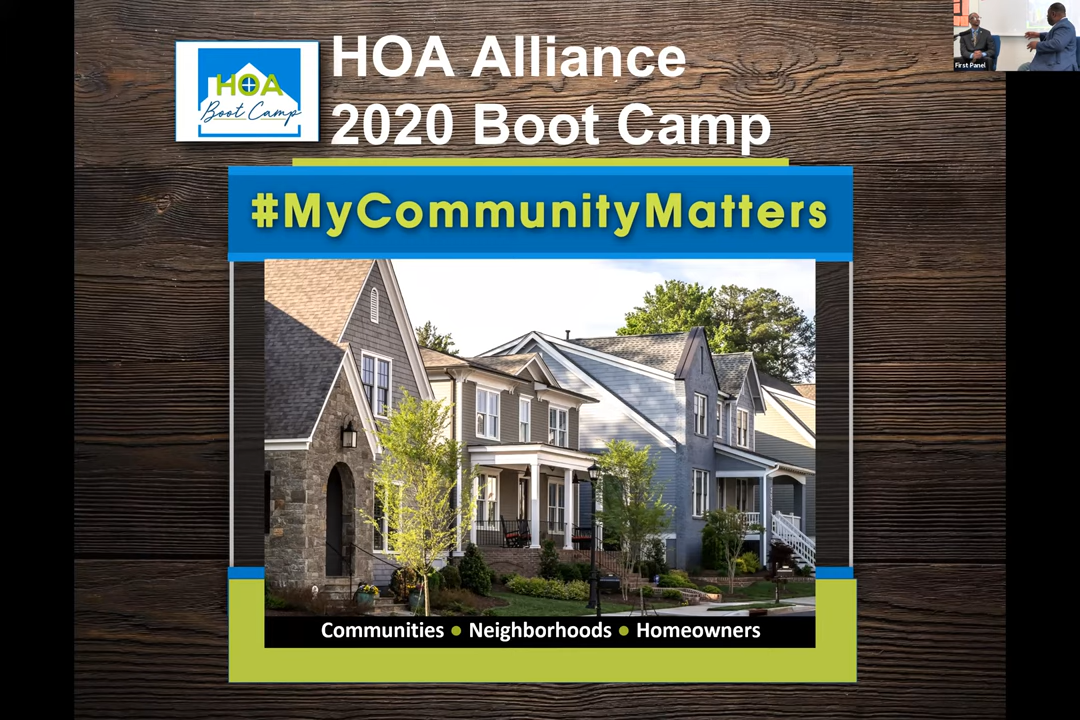 HOA Alliance
2020 Boot Camp
HOA
Boot Camp
#MyCommunityMatters
Communities ● Neighborhoods ● Homeowners
First Panel